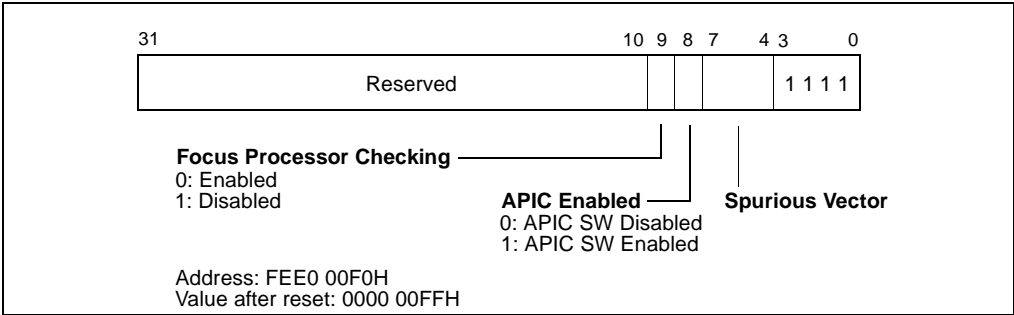 31 10 9 8 7 4 3 0
Reserved 1 1 1 1
Focus Processor Checking
0: Enabled
1: Disabled
APIC Enabled Spurious Vector
0: APIC SW Disabled
1: APIC SW Enabled
Address: FEE0 00F0H
Value after reset: 0000 00FFH